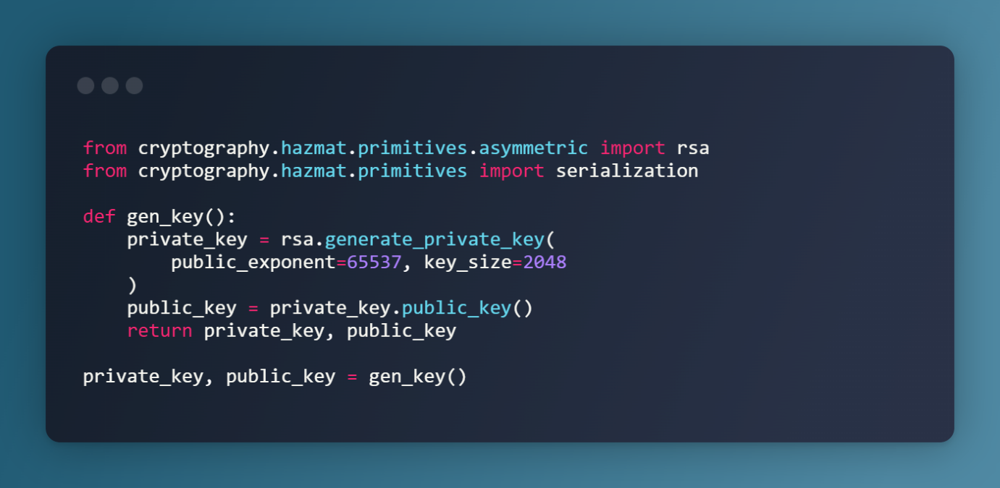 from cryptography.hazmat.primitives.asymmetric import rsa
from cryptography.hazmat.primitives import serialization

def gen_key():
    private_key = rsa.generate_private_key(
        public_exponent=65537, key_size=2048
    )
    public_key = private_key.public_key()
    return private_key, public_key

private_key, public_key = gen_key()